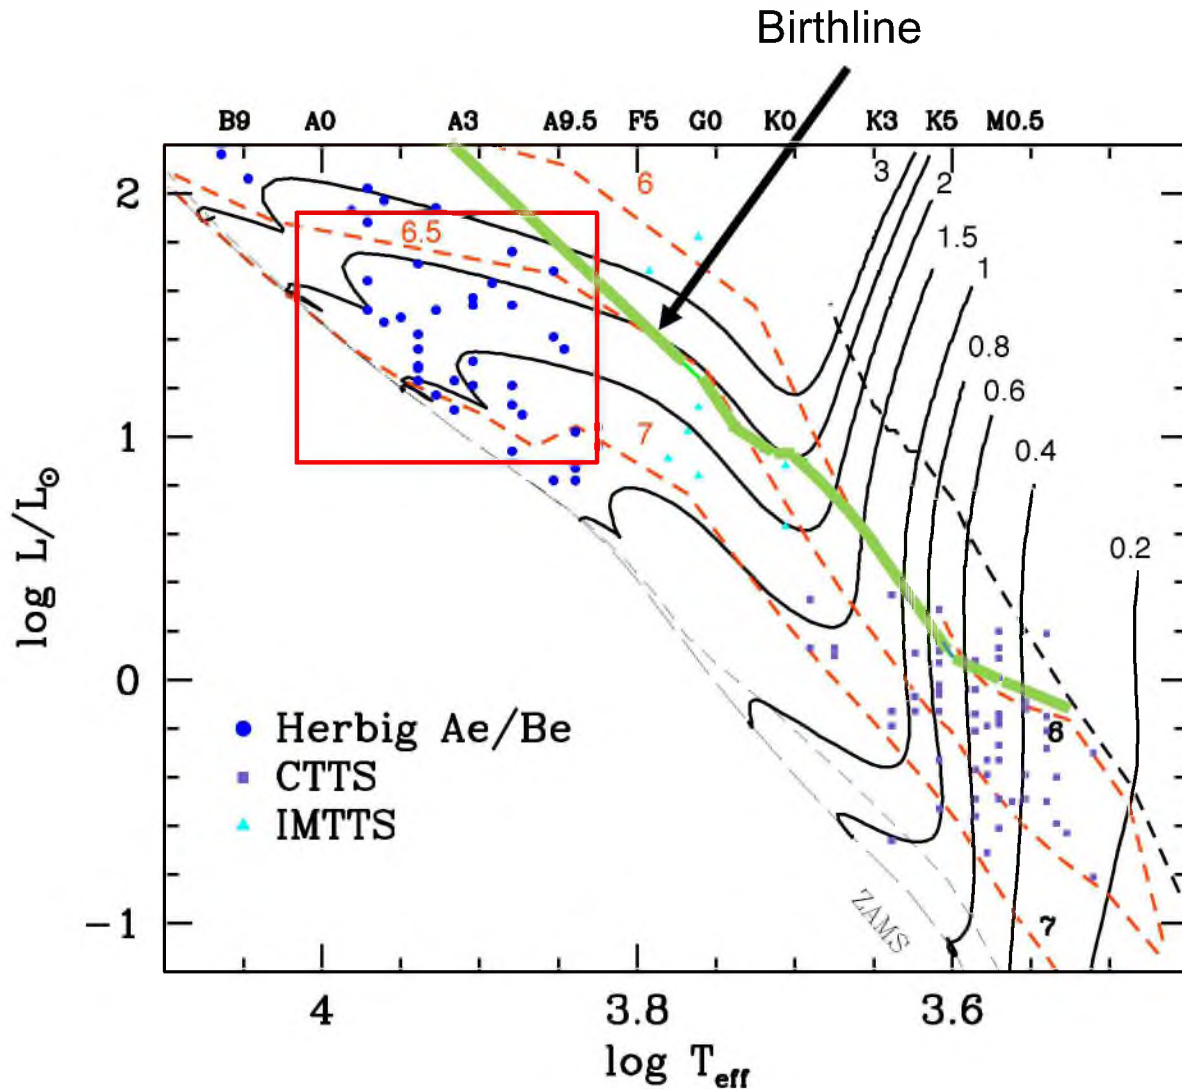 Birthline
B9 A0 A3 A9.5 F5 G0 K0 K3 K5 M0.5
3
2
1.5
1
0.8
0.6
0.4
0.2
6
6.5
7
6
7
2
1
0
−1
log L/L⊙
Herbig Ae/Be
CTTS
IMTTS
ZAMS
4 3.8 3.6
log Teff